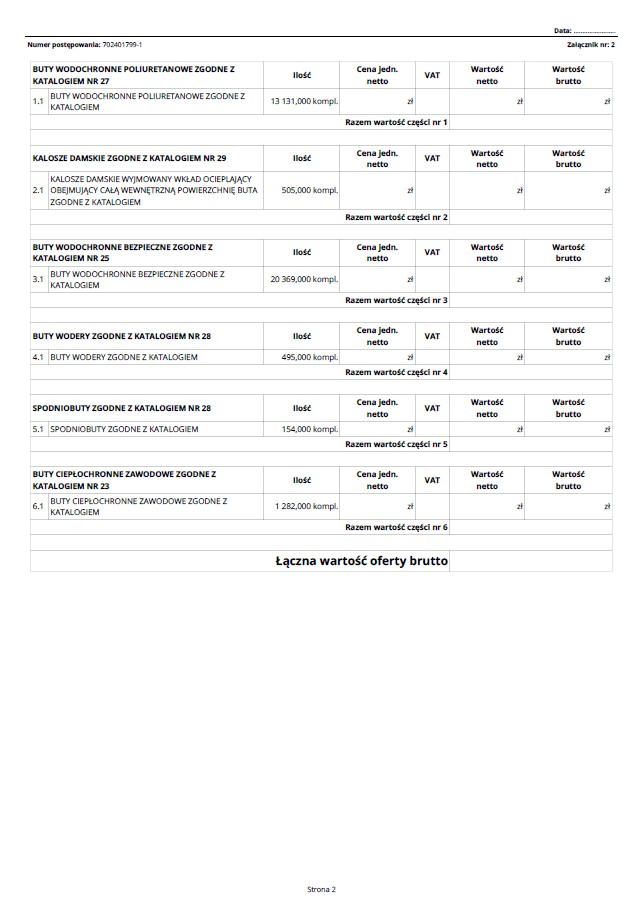 Data: .....................
Numer postępowania: 702401799-1 Załącznik nr: 2
BUTY WODOCHRONNE POLIURETANOWE ZGODNE Z
KATALOGIEM NR 27
Ilość
Cena jedn.
netto
VAT
Wartość
netto
Wartość
brutto
1.1 BUTY WODOCHRONNE POLIURETANOWE ZGODNE Z
KATALOGIEM
13 131,000 kompl. zł zł zł
Razem wartość części nr 1
KALOSZE DAMSKIE ZGODNE Z KATALOGIEM NR 29
Ilość
Cena jedn.
netto
VAT
Wartość
netto
Wartość
brutto
2.1 KALOSZE DAMSKIE WYJMOWANY WKŁAD OCIEPLAJĄCY
OBEJMUJĄCY CAŁĄ WEWNĘTRZNĄ POWIERZCHNIĘ BUTA
ZGODNE Z KATALOGIEM
505,000 kompl. zł zł zł
Razem wartość części nr 2
BUTY WODOCHRONNE BEZPIECZNE ZGODNE Z
KATALOGIEM NR 25
Ilość
Cena jedn.
netto
VAT
Wartość
netto
Wartość
brutto
3.1 BUTY WODOCHRONNE BEZPIECZNE ZGODNE Z
KATALOGIEM
20 369,000 kompl. zł zł zł
Razem wartość części nr 3
BUTY WODERY ZGODNE Z KATALOGIEM NR 28
Ilość
Cena jedn.
netto
VAT
Wartość
netto
Wartość
brutto
4.1 BUTY WODERY ZGODNE Z KATALOGIEM 495,000 kompl. zł zł zł
Razem wartość części nr 4
SPODNIOBUTY ZGODNE Z KATALOGIEM NR 28
Ilość
Cena jedn.
netto
VAT
Wartość
netto
Wartość
brutto
5.1 SPODNIOBUTY ZGODNE Z KATALOGIEM 154,000 kompl. zł zł zł
Razem wartość części nr 5
BUTY CIEPŁOCHRONNE ZAWODOWE ZGODNE Z
KATALOGIEM NR 23
Ilość
Cena jedn.
netto
VAT
Wartość
netto
Wartość
brutto
6.1 BUTY CIEPŁOCHRONNE ZAWODOWE ZGODNE Z
KATALOGIEM
1 282,000 kompl. zł zł zł
Razem wartość części nr 6
Łączna wartość oferty brutto
Strona 2